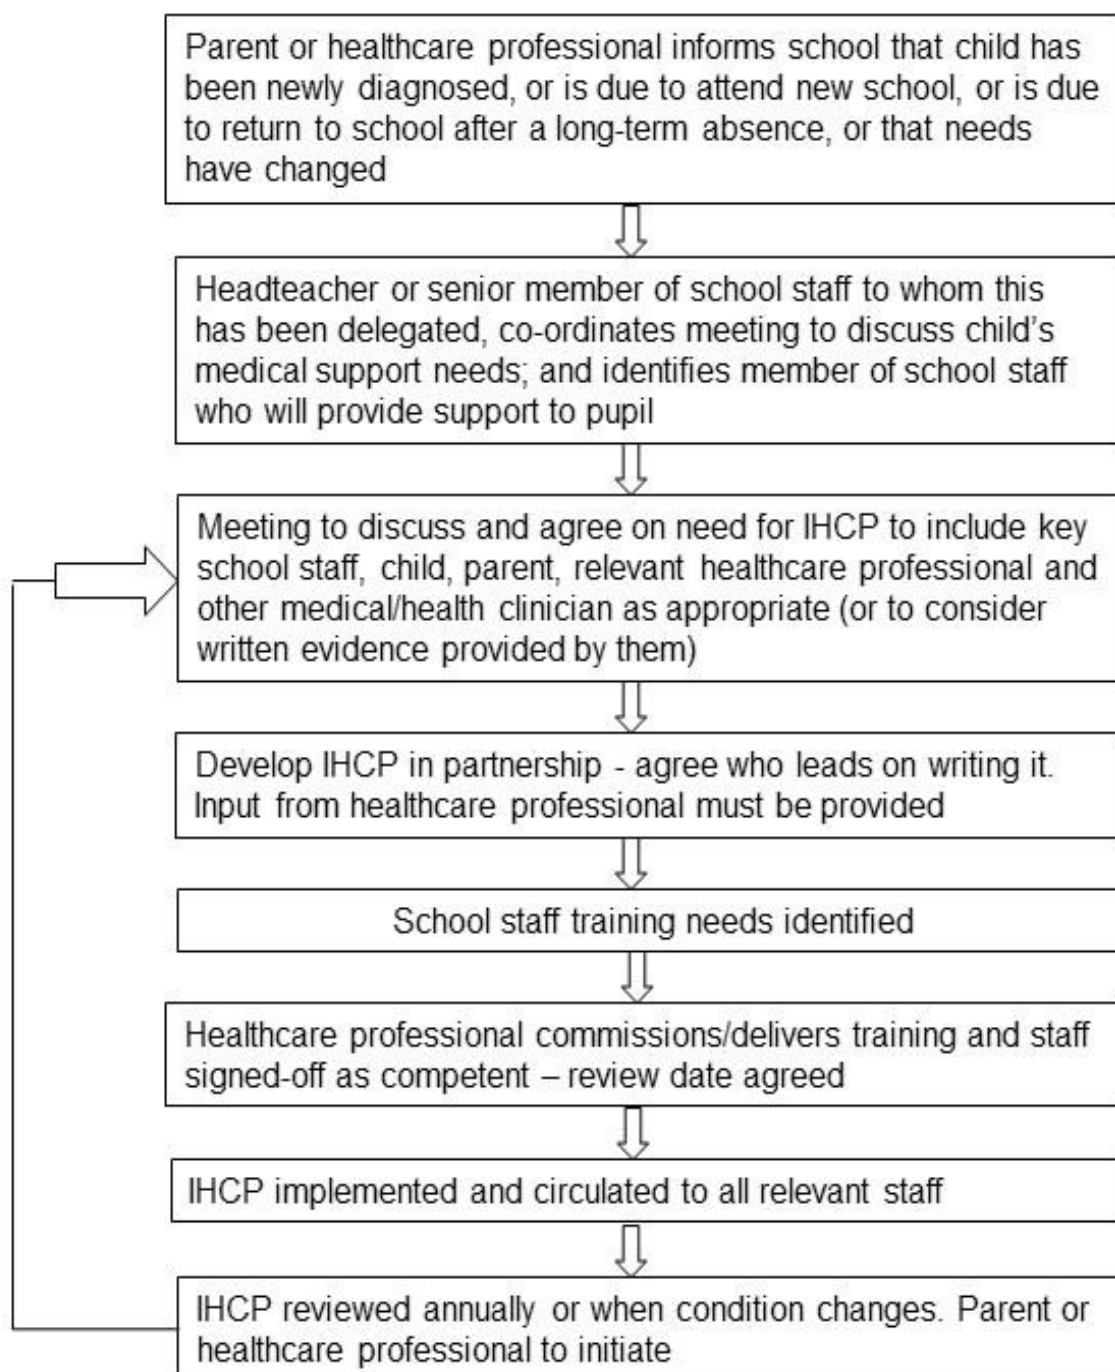 Parent or healthcare professional informs school that child has
been newly diagnosed, or is due to attend new school, or is due
to return to school after a long-term absence, or that needs
have changed
Headteacher or senior member of school staff to whom this
has been delegated, co-ordinates meeting to discuss child's
medical support needs; and identifies member of school staff
who will provide support to pupil
Meeting to discuss and agree on need for IHCP to include key
school staff, child, parent, relevant healthcare professional and
other medical/health clinician as appropriate (or to consider
written evidence provided by them)
Develop IHCP in partnership - agree who leads on writing it.
Input from healthcare professional must be provided
School staff training needs identified
Healthcare professional commissions/delivers training and staff
signed-off as competent – review date agreed
IHCP implemented and circulated to all relevant staff
IHCP reviewed annually or when condition changes. Parent or
healthcare professional to initiate